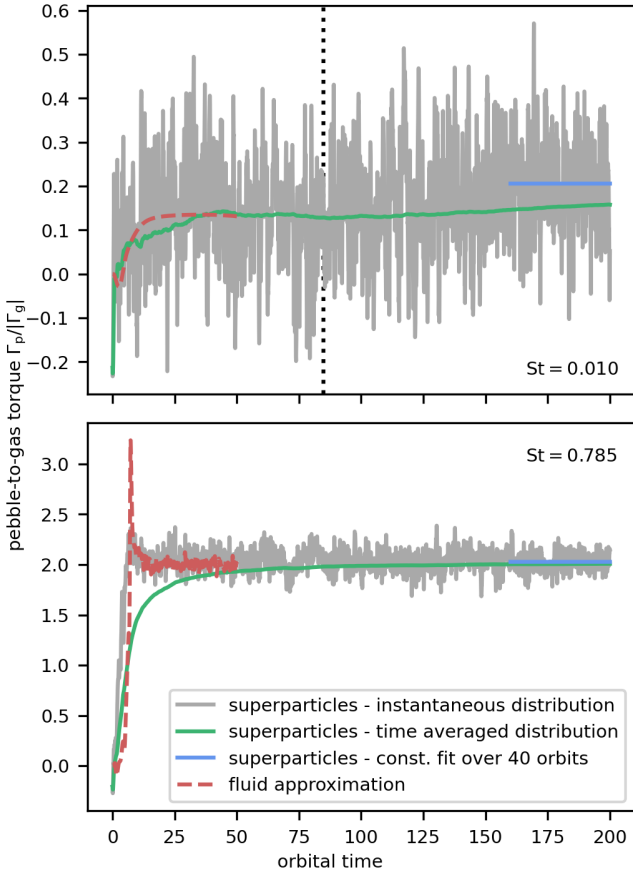 0.6
0.5
0.4
0.3
0.2
0.1
0.0
−0.1
−0.2
St = 0.010
pebble-to-gas torque Γp/|Γg|
3.0
2.5
2.0
1.5
1.0
0.5
0.0
St = 0.785
superparticles - instantaneous distribution
superparticles - time averaged distribution
superparticles - const. fit over 40 orbits
fluid approximation
0 25 50 75 100 125 150 175 200
orbital time